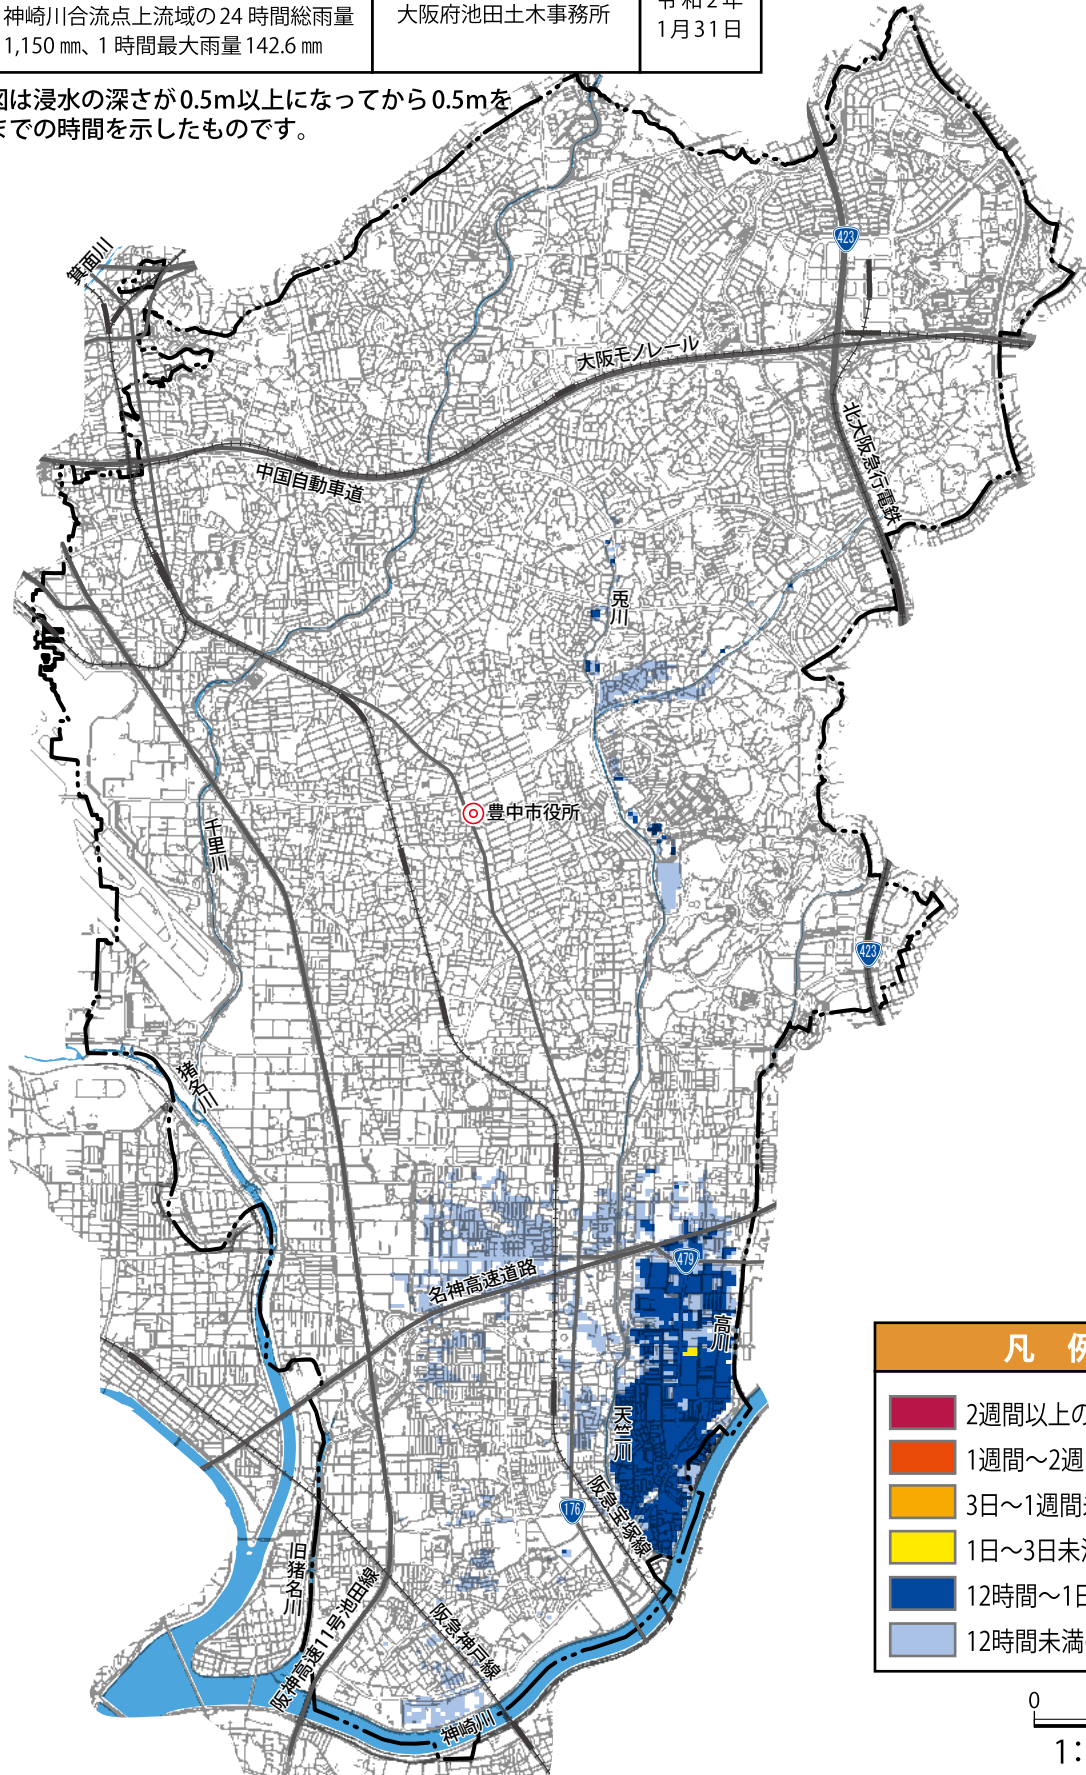 神崎川合流点上流域の24時間総雨量
1,150㎜、1時間最大雨量142.6㎜
大阪府池田土木事務所
令和2年
1月31日
図は浸水の深さが0.5m以上になってから0.5mを
までの時間を示したものです。
箕面川
423
大阪モノレール
北大阪急行電鉄
中国自動車道
兎川
豊中市役所
千里川
423
猪名川
名神高速道路
479
高川
天竺川
176
阪急宝塚線
旧猪名川
阪神高速11号池田線
阪急神戸線
神崎川
凡 例
2週間以上の
1週間～2週
3日～1週間未
1日～3日未満
12時間～1日
12時間未満
0
1: